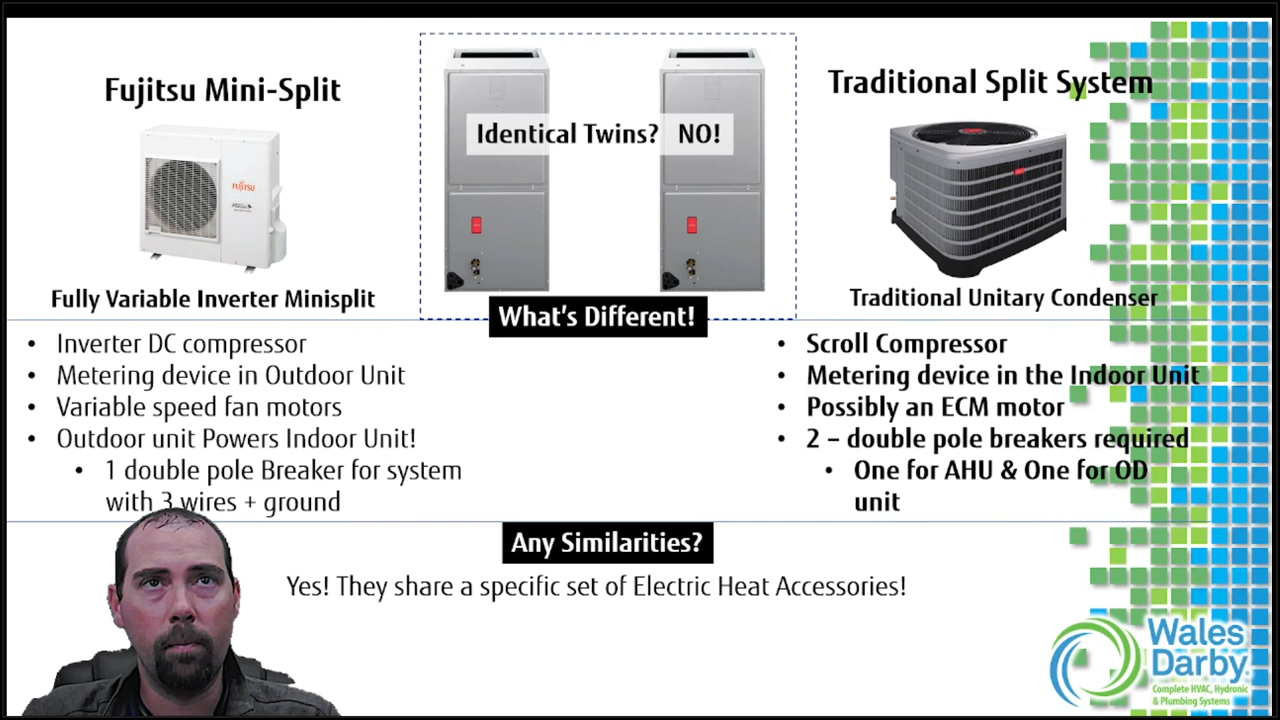 Fujitsu Mini-Split
Identical Twins? NO!
Traditional Split System
FUJITSU
Fully Variable Inverter Minisplit
Traditional Unitary Condenser
What's Different!
• Inverter DC compressor
• Metering device in Outdoor Unit
• Variable speed fan motors
• Outdoor unit Powers Indoor Unit!
• 1 double pole Breaker for system
with 3 wires + ground
• Scroll Compressor
• Metering device in the Indoor Unit
• Possibly an ECM motor
• 2 – double pole breakers required
• One for AHU & One for OD
unit
Any Similarities?
Yes! They share a specific set of Electric Heat Accessories!
Wales
Darby
Complete HVAC, Hydronic
& Plumbing Systems